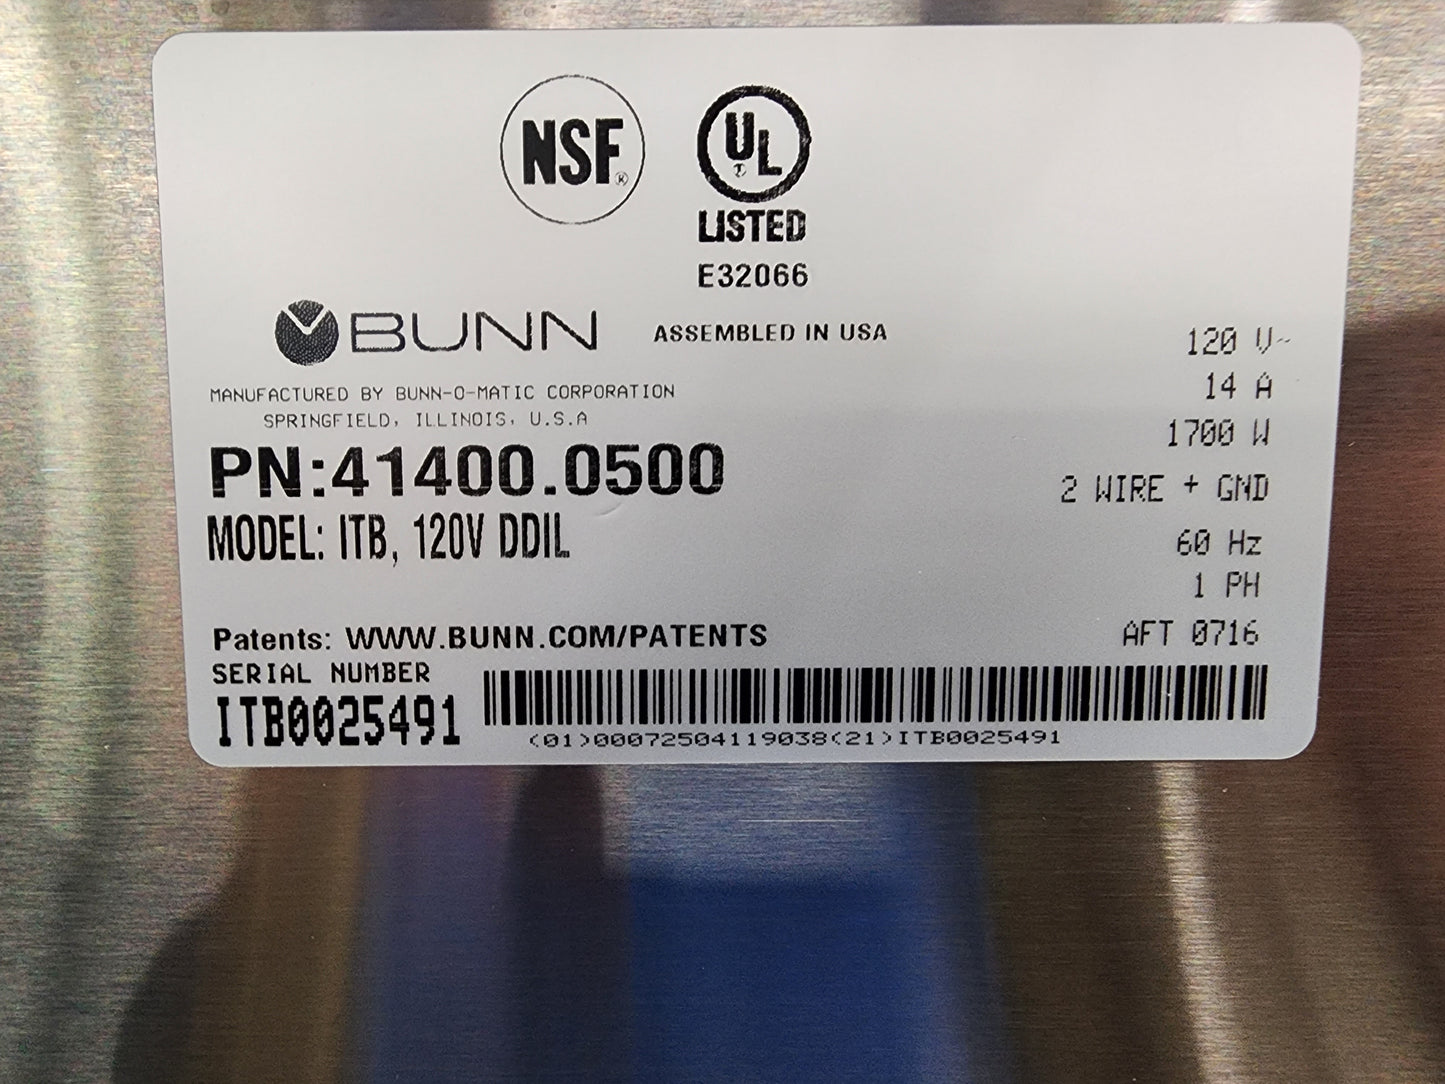 NSF®
UL
LISTED
E32066
BUNN
ASSEMBLED IN USA
MANUFACTURED BY BUNN-O-MATIC CORPORATION
SPRINGFIELD, ILLINOIS, U.S.A
PN:41400.0500
MODEL: ITB, 120V DDIL
120 V~
14 A
1700 W
2 WIRE + GND
60 Hz
1 PH
AFT 0716
Patents: WWW.BUNN.COM/PATENTS
SERIAL NUMBER
ITB0025491
(01)00072504119038(21)ITB0025491